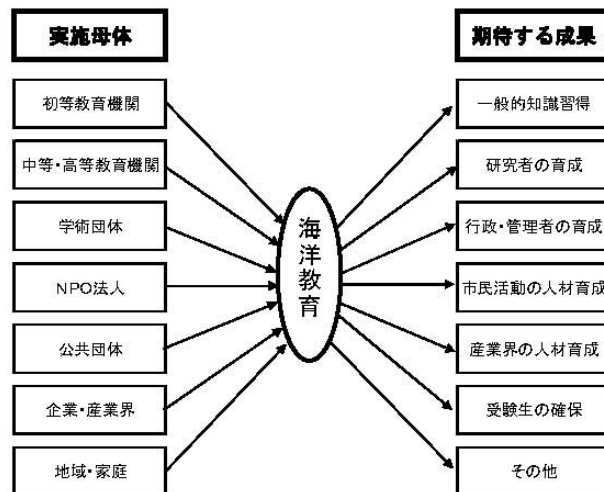 実施母体
期待する成果
初等教育機関
中等・高等教育機関
学術団体
NPO法人
公共団体
企業・産業界
地域・家庭
海洋教育
一般的知識習得
研究者の育成
行政・管理者の育成
市民活動の人材育成
産業界の人材育成
受験生の確保
その他